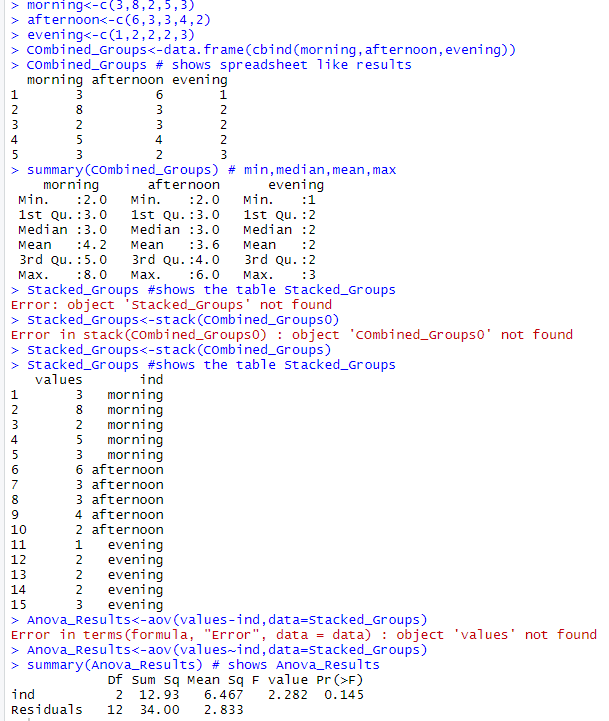 > morning<-c(3,8,2,5,3)
> afternoon<-c(6,3,3,4,2)
> evening<-c(1,2,2,2,3)
> COmbined_Groups<-data.frame(cbind(morning,afternoon,evening))
> COmbined_Groups # shows spreadsheet like results
  morning afternoon evening
1       3         6       1
2       8         3       2
3       2         3       2
4       5         4       2
5       3         2       3
> summary(COmbined_Groups) # min,median,mean,max
    morning      afternoon      evening
 Min.   :2.0   Min.   :2.0   Min.   :1
 1st Qu.:3.0   1st Qu.:3.0   1st Qu.:2
 Median :3.0   Median :3.0   Median :2
 Mean   :4.2   Mean   :3.6   Mean   :2
 3rd Qu.:5.0   3rd Qu.:4.0   3rd Qu.:2
 Max.   :8.0   Max.   :6.0   Max.   :3
> Stacked_Groups #shows the table Stacked_Groups
Error: object 'Stacked_Groups' not found
> Stacked_Groups<-stack(COmbined_Groups0)
Error in stack(COmbined_Groups0) : object 'COmbined_Groups0' not found
> Stacked_Groups<-stack(COmbined_Groups)
> Stacked_Groups #shows the table Stacked_Groups
   values       ind
1       3   morning
2       8   morning
3       2   morning
4       5   morning
5       3   morning
6       6 afternoon
7       3 afternoon
8       3 afternoon
9       4 afternoon
10      2 afternoon
11      1   evening
12      2   evening
13      2   evening
14      2   evening
15      3   evening
> Anova_Results<-aov(values-ind,data=Stacked_Groups)
Error in terms(formula, "Error", data = data) : object 'values' not found
> Anova_Results<-aov(values~ind,data=Stacked_Groups)
> summary(Anova_Results) # shows Anova_Results
            Df Sum Sq Mean Sq F value Pr(>F)
ind          2  12.93   6.467   2.282  0.145
Residuals   12  34.00   2.833